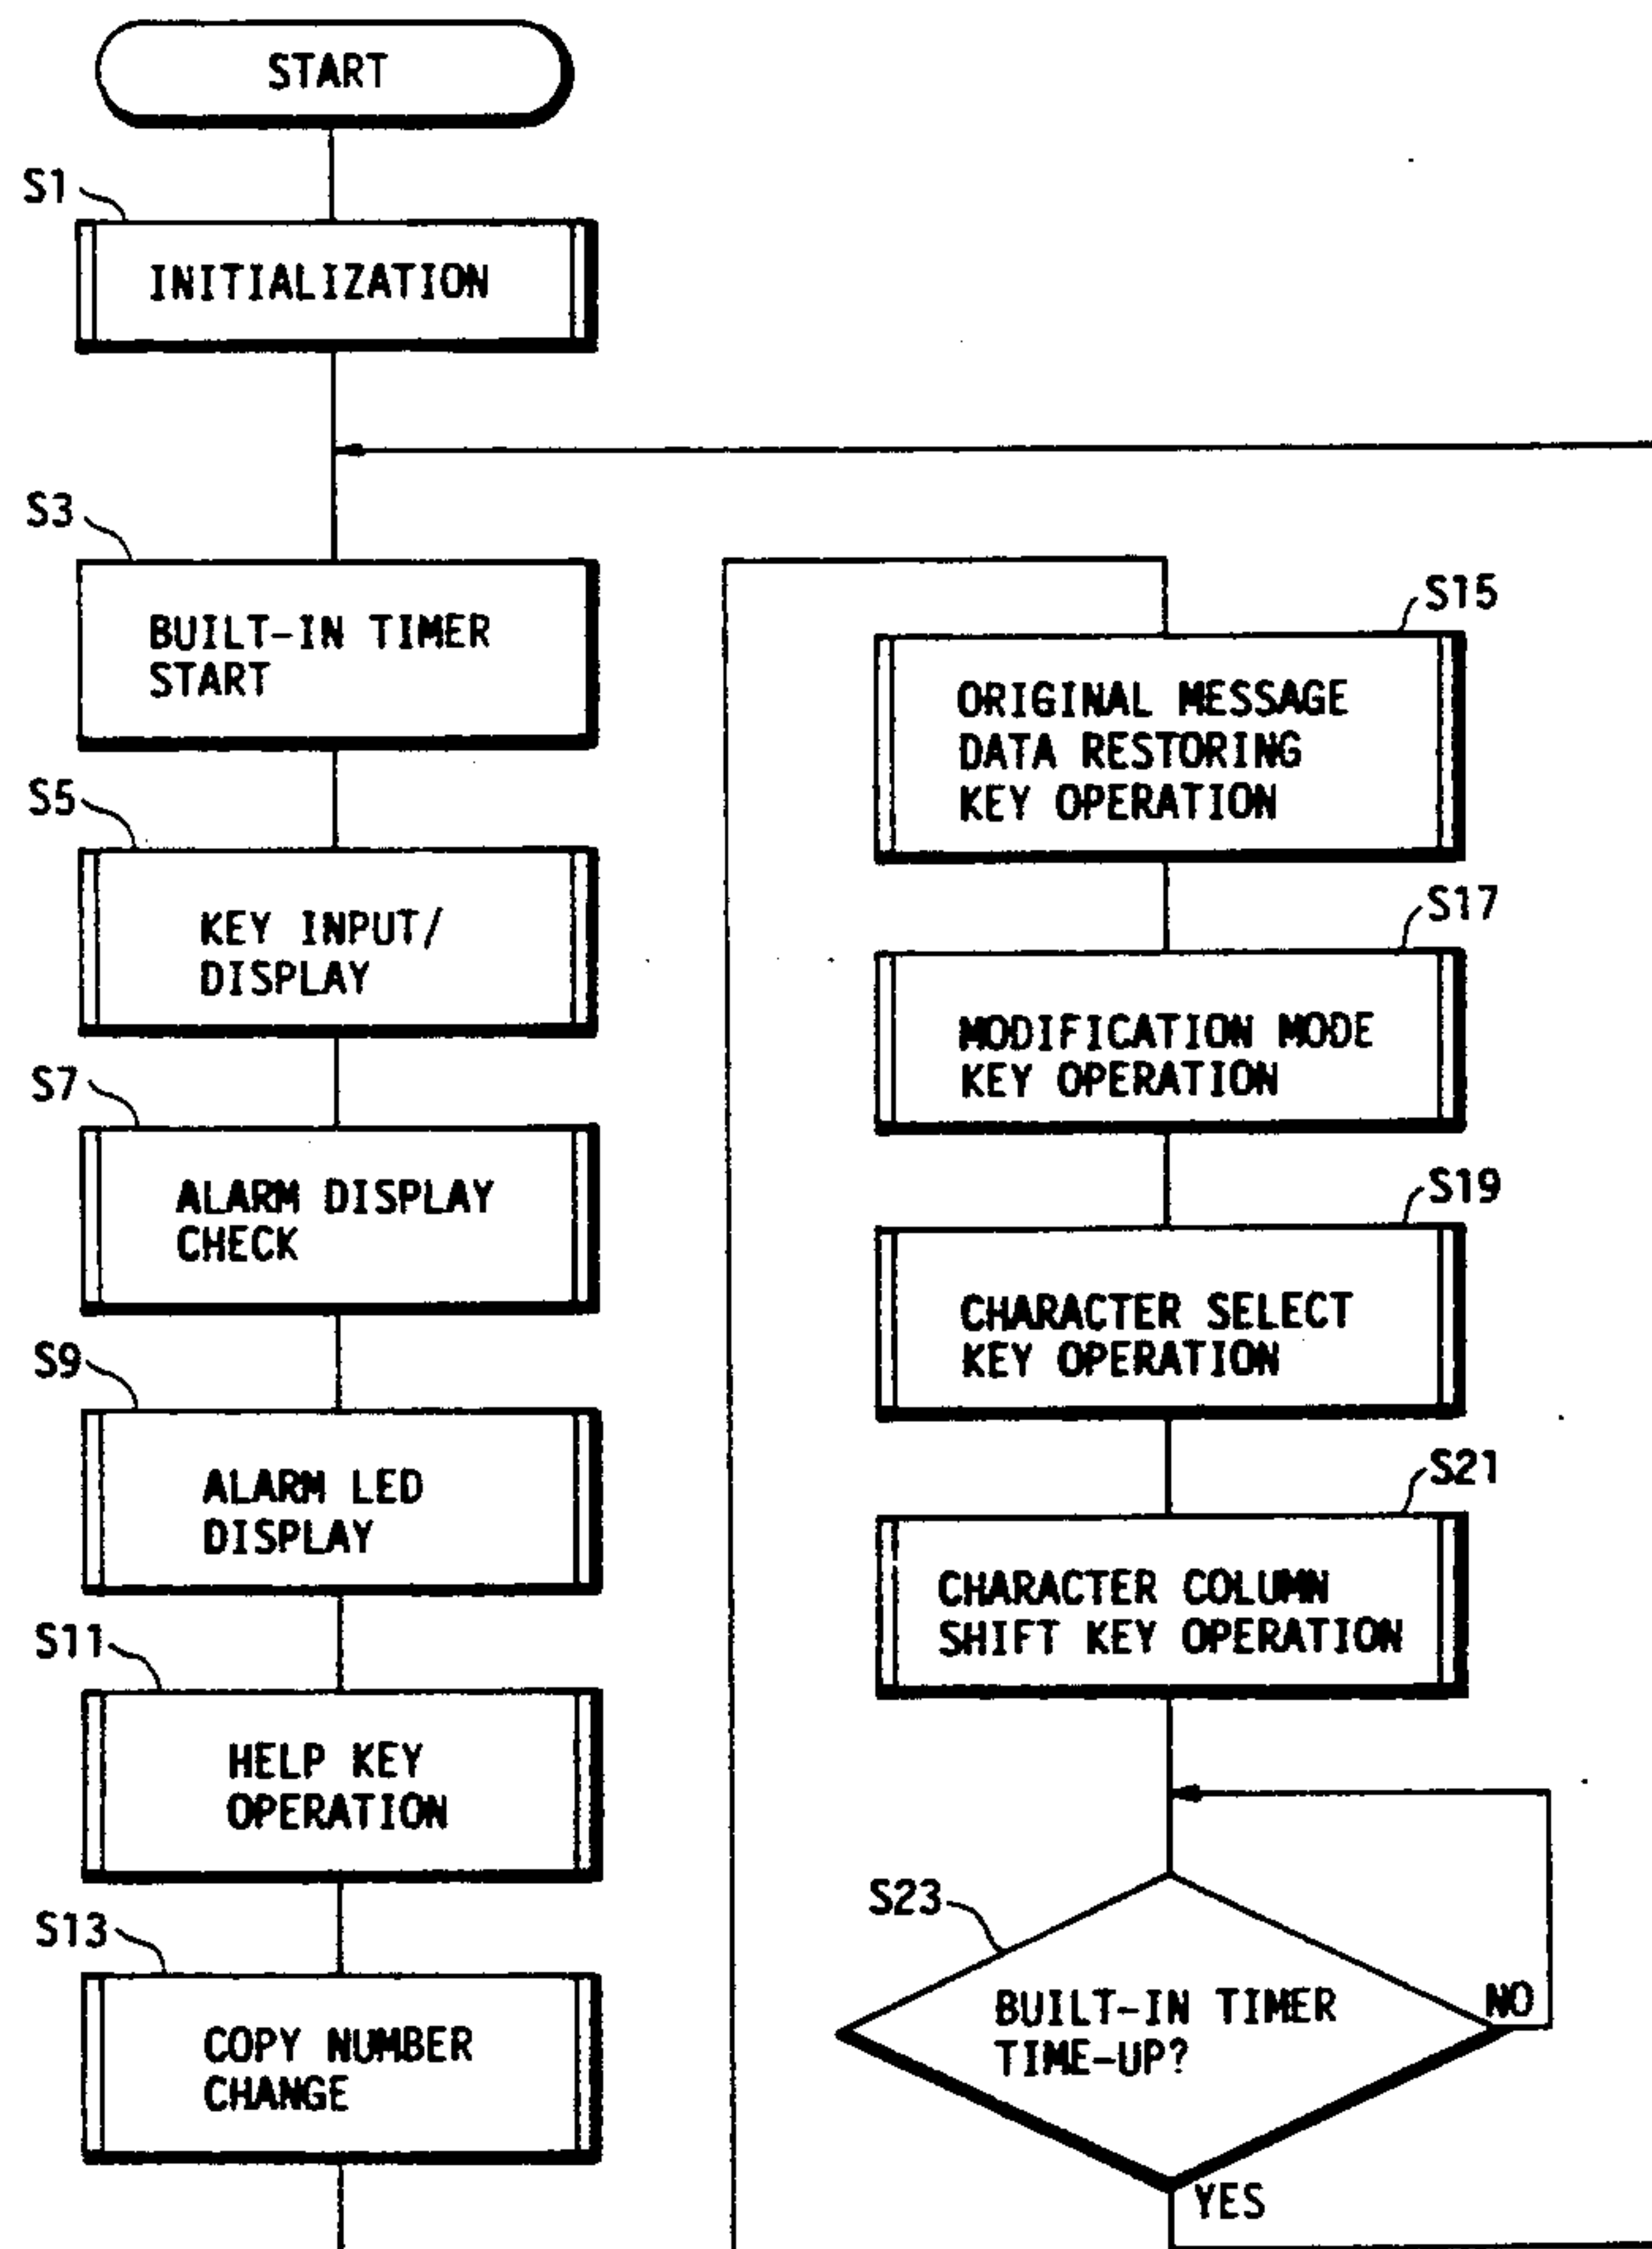 START
S1
INITIALIZATION
S3
BUILT-IN TIMER
START
S5
KEY INPUT/
DISPLAY
S7
ALARM DISPLAY
CHECK
S9
ALARM LED
DISPLAY
S11
HELP KEY
OPERATION
S13
COPY NUMBER
CHANGE
S15
ORIGINAL MESSAGE
DATA RESTORING
KEY OPERATION
S17
MODIFICATION MODE
KEY OPERATION
S19
CHARACTER SELECT
KEY OPERATION
S21
CHARACTER COLUMN
SHIFT KEY OPERATION
S23
BUILT-IN TIMER
TIME-UP?
NO
YES